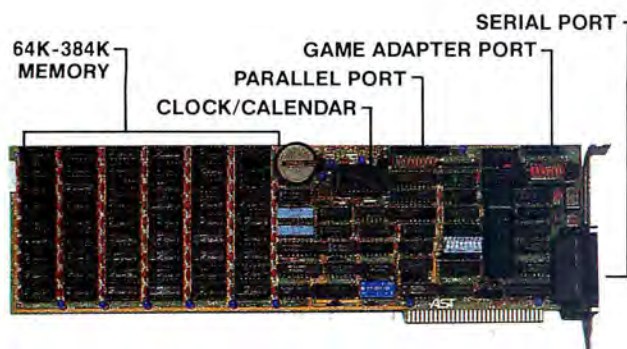 SERIAL PORT
64K-384K
MEMORY
GAME ADAPTER PORT
PARALLEL PORT
CLOCK/CALENDAR
AST